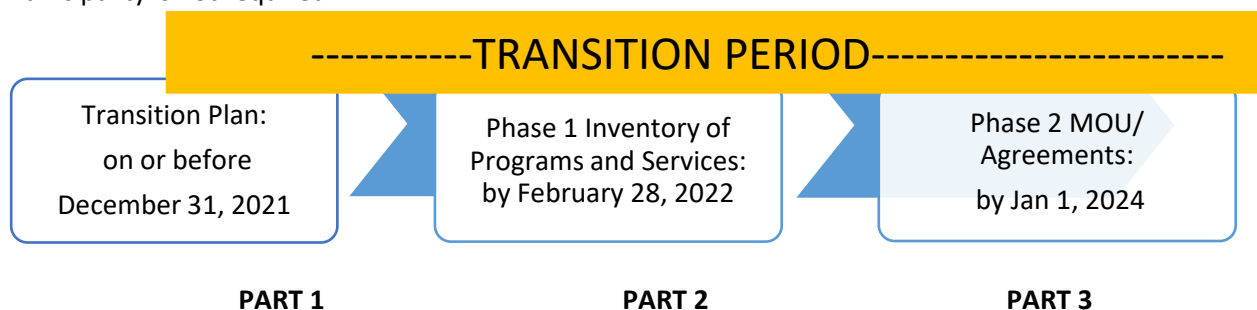 -----------TRANSITION PERIOD------------------------
Transition Plan:
on or before
December 31, 2021
Phase 1 Inventory of
Programs and Services:
by February 28, 2022
Phase 2 MOU/
Agreements:
by Jan 1, 2024
PART 1
PART 2
PART 3